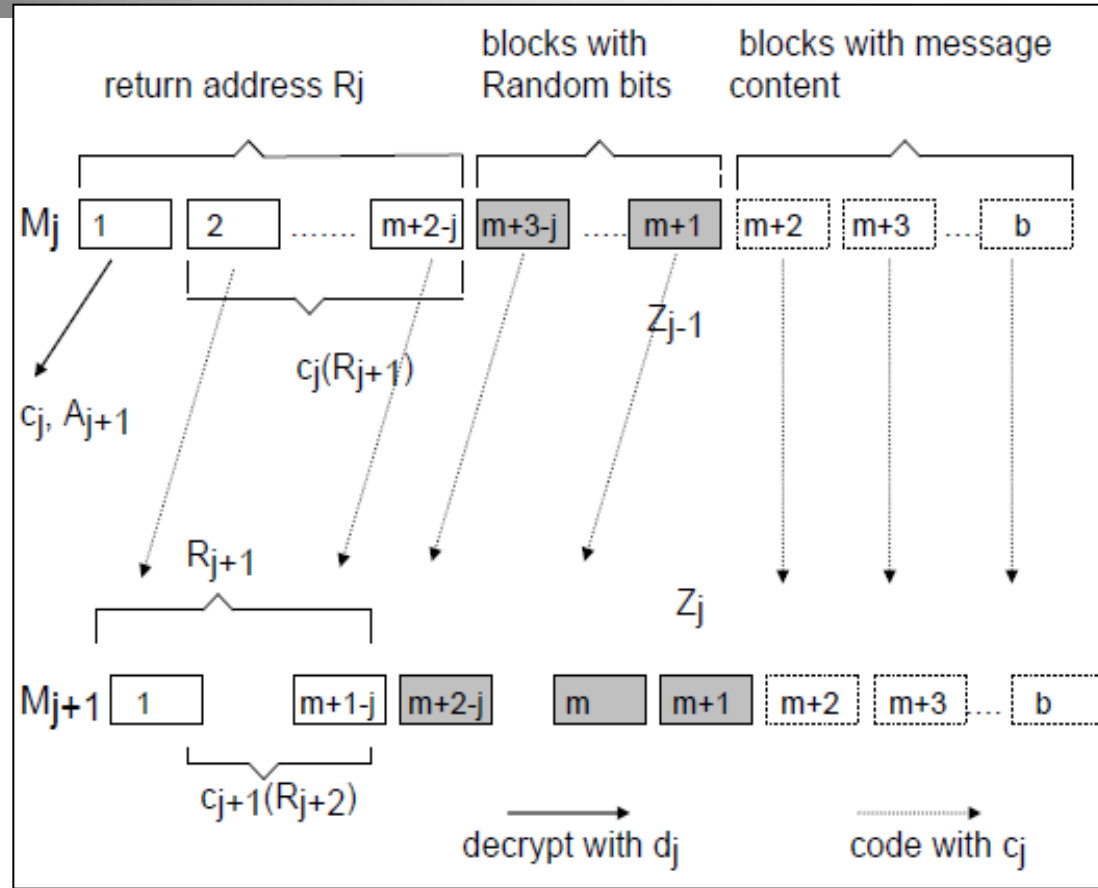 blocks with Random bits
blocks with message content
return address Rj
Mj 1 2 ....... m+2-j m+3-j ..... m+1 m+2 m+3 .... b
Zj-1
cj(Rj+1)
cj, Aj+1
Rj+1
Zj
Mj+1 1 m+1-j m+2-j m m+1 m+2 m+3 .... b
cj+1(Rj+2)
decrypt with dj
code with cj